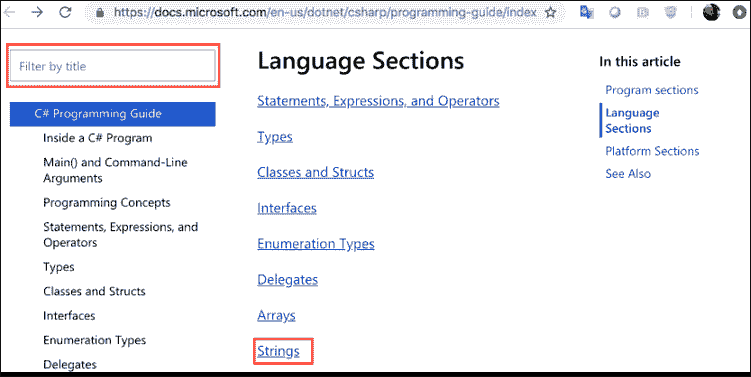 https://docs.microsoft.com/en-us/dotnet/csharp/programming-guide/index
Filter by title
C# Programming Guide
Inside a C# Program
Main() and Command-Line
Arguments
Programming Concepts
Statements, Expressions, and
Operators
Types
Classes and Structs
Interfaces
Enumeration Types
Delegates
Language Sections
Statements, Expressions, and Operators
Types
Classes and Structs
Interfaces
Enumeration Types
Delegates
Arrays
Strings
In this article
Program sections
Language
Sections
Platform Sections
See Also